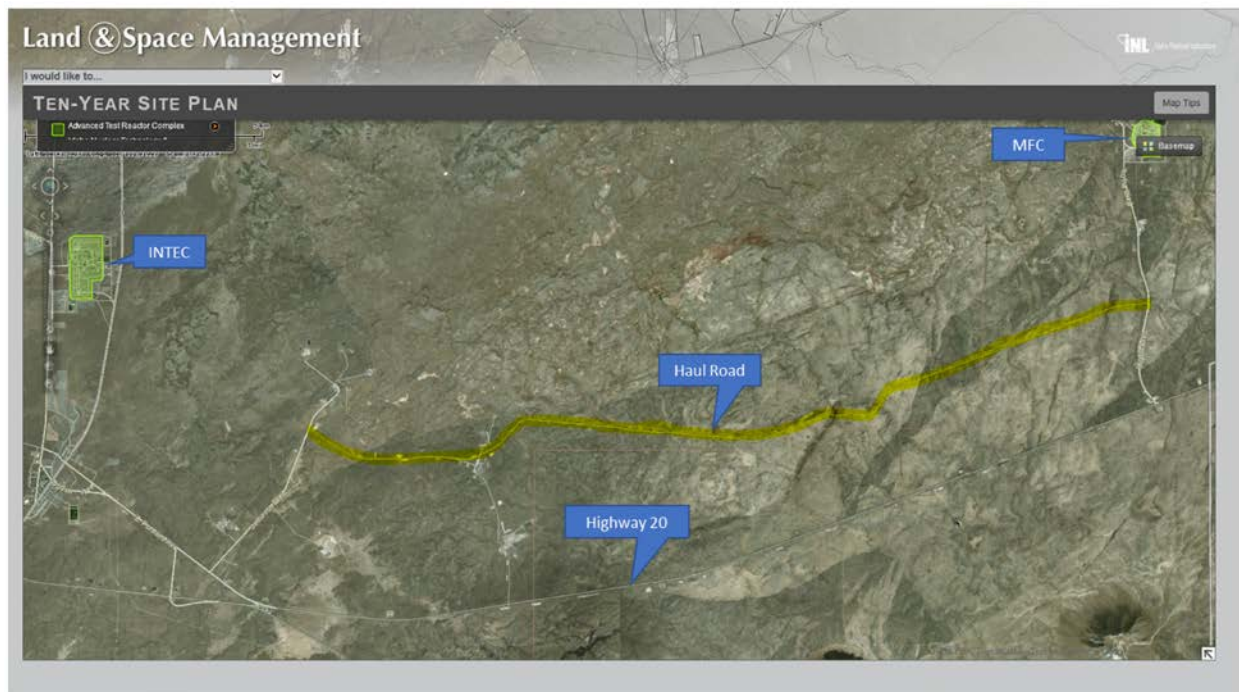 Land & Space Management
INL
I would like to...
TEN-YEAR SITE PLAN
Map Tips
Advanced Test Reactor Complex
MFC
Basemap
INTEC
Haul Road
Highway 20